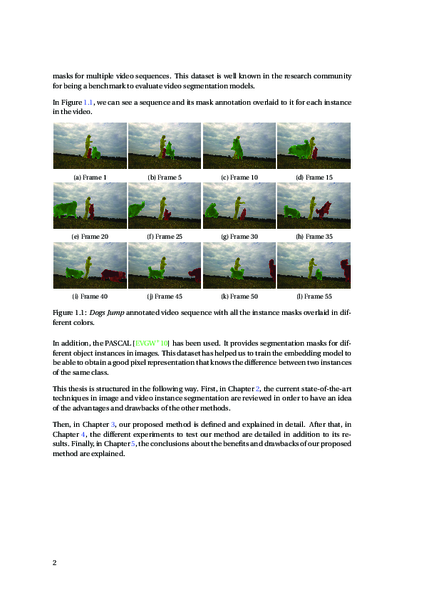 masks for multiple video sequences. This dataset is well known in the research community
for being a benchmark to evaluate video segmentation models.
In Figure 1.1, we can see a sequence and its mask annotation overlaid to it for each instance
in the video.
(a) Frame 1 (b) Frame 5 (c) Frame 10 (d) Frame 15
(e) Frame 20 (f) Frame 25 (g) Frame 30 (h) Frame 35
(i) Frame 40 (j) Frame 45 (k) Frame 50 (l) Frame 55
Figure 1.1: Dogs Jump annotated video sequence with all the instance masks overlaid in dif-
ferent colors.
In addition, the PASCAL [EVGW+10] has been used. It provides segmentation masks for dif-
ferent object instances in images. This dataset has helped us to train the embedding model to
be able to obtain a good pixel representation that knows the difference between two instances
of the same class.
This thesis is structured in the following way. First, in Chapter 2, the current state-of-the-art
techniques in image and video instance segmentation are reviewed in order to have an idea
of the advantages and drawbacks of the other methods.
Then, in Chapter 3, our proposed method is defined and explained in detail. After that, in
Chapter 4, the different experiments to test our method are detailed in addition to its re-
sults. Finally, in Chapter 5, the conclusions about the benefits and drawbacks of our proposed
method are explained.
2